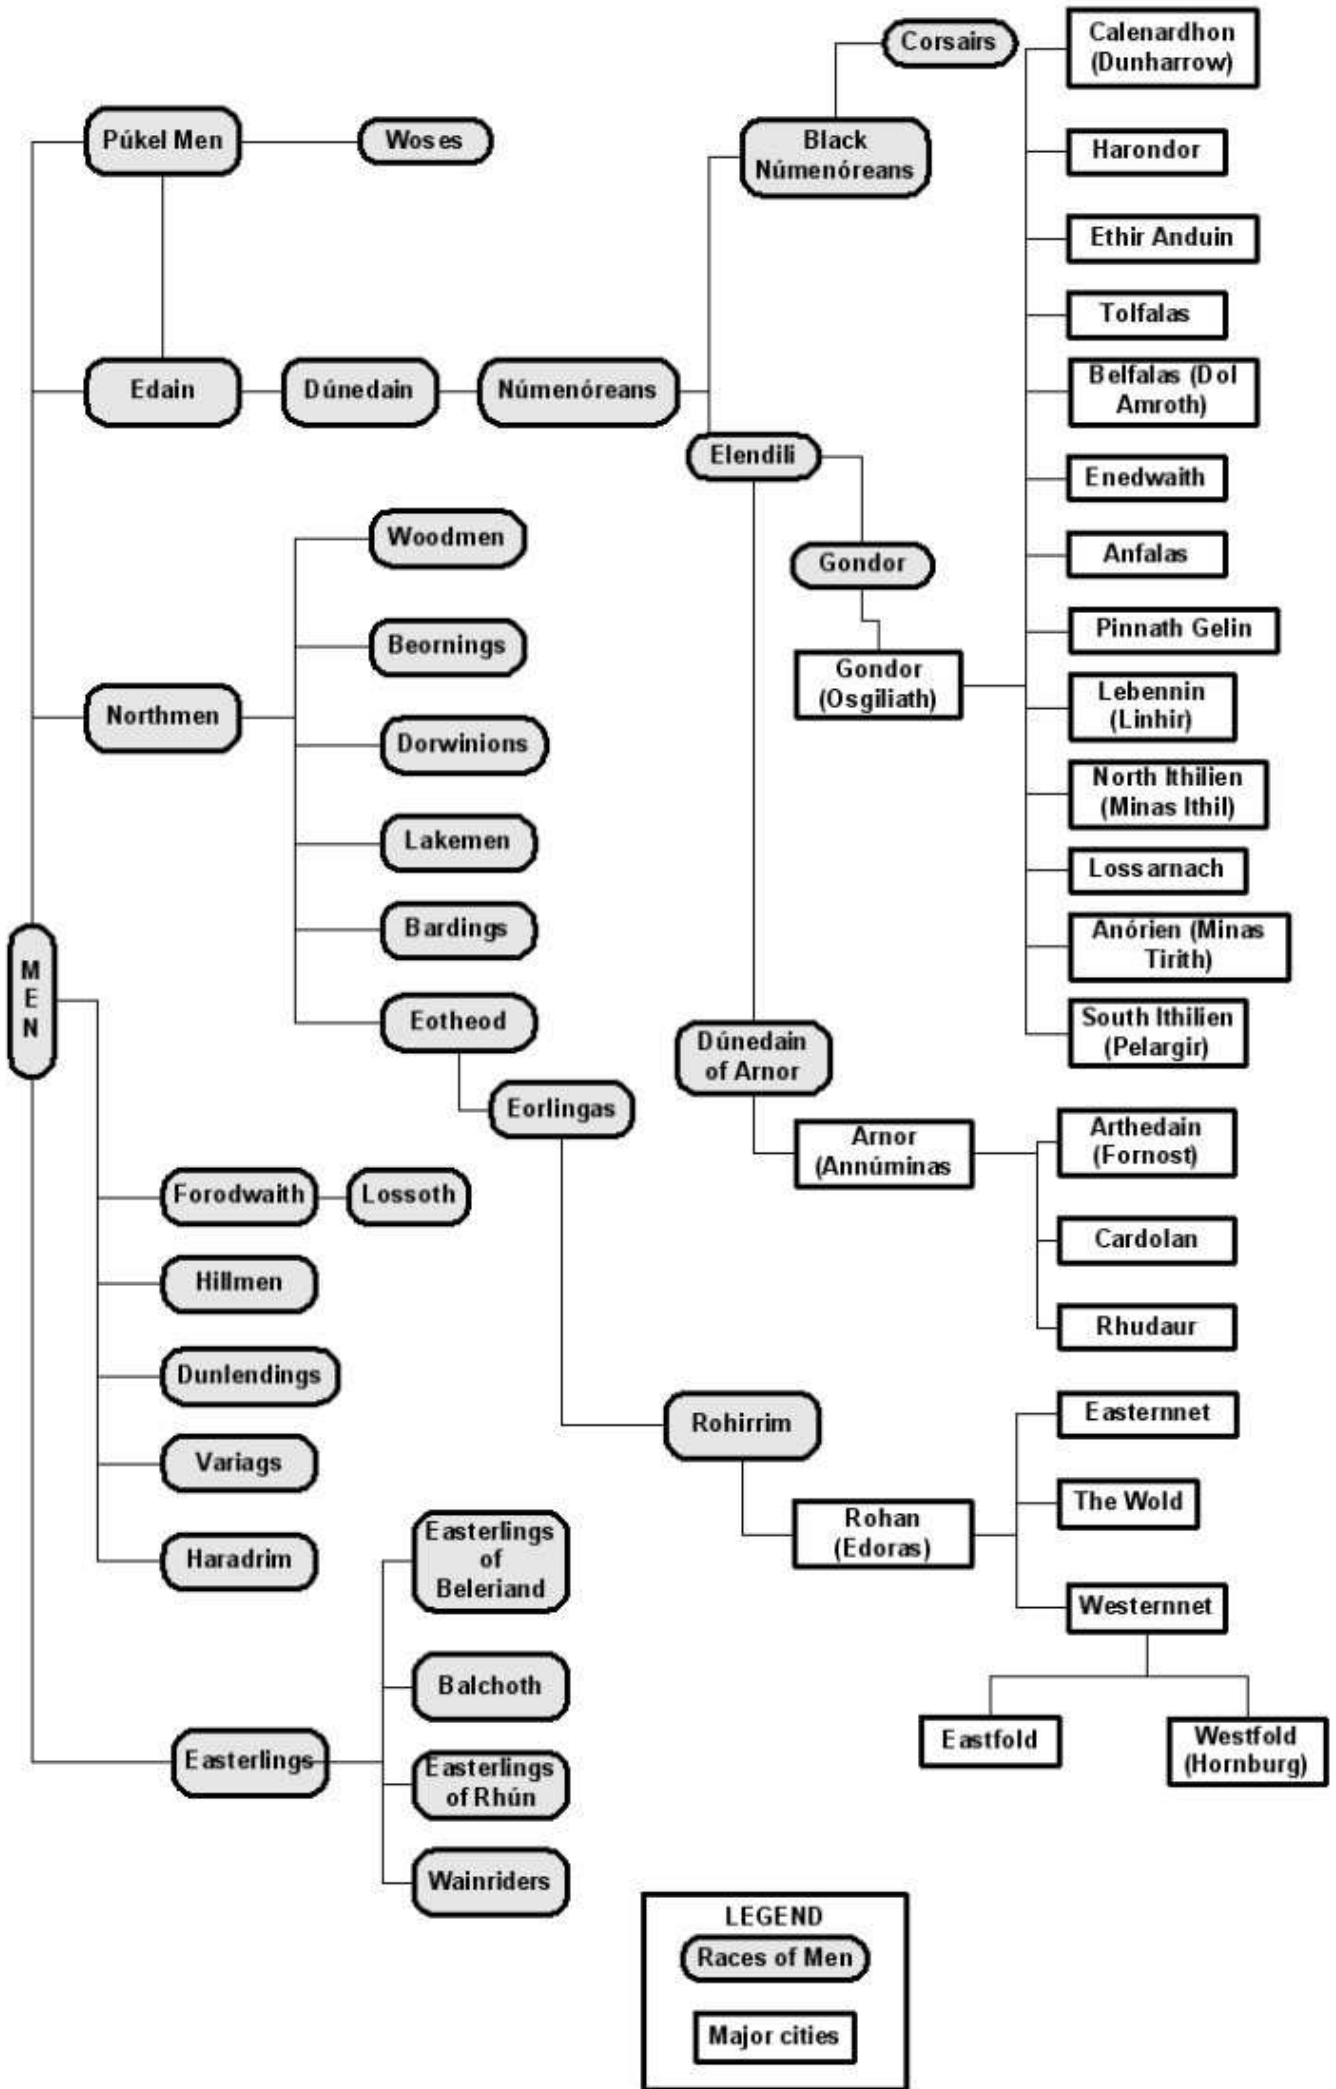 Corsairs
Calenardhon
(Dunharrow)
Púkel Men
Woses
Black
Númenóreans
Harondor
Ethir Anduin
Tolfalas
Edain
Dúnedain
Númenóreans
Belfalas (Dol
Amroth)
Elendili
Enedwaith
Woodmen
Gondor
Anfalas
Beornings
Pinnath Gelin
Northmen
Gondor
(Osgiliath)
Lebennin
(Linhir)
Dorwinions
North Ithilien
(Minas Ithil)
Lakemen
Lossarnach
Bardings
Anórien (Minas
Tirith)
M
E
N
Eotheod
South Ithilien
(Pelargir)
Dúnedain
of Arnor
Eorlingas
Arnor
(Annúminas
Arthedain
(Fornost)
Forodwaith
Lossoth
Cardolan
Hillmen
Rhudaur
Dunlendings
Easternnet
Rohirrim
Variags
The Wold
Haradrim
Easterlings
of
Beleriand
Rohan
(Edoras)
Westernnet
Balchoth
Eastfold
Westfold
(Hornburg)
Easterlings
Easterlings
of Rhún
Wainriders
LEGEND
Races of Men
Major cities